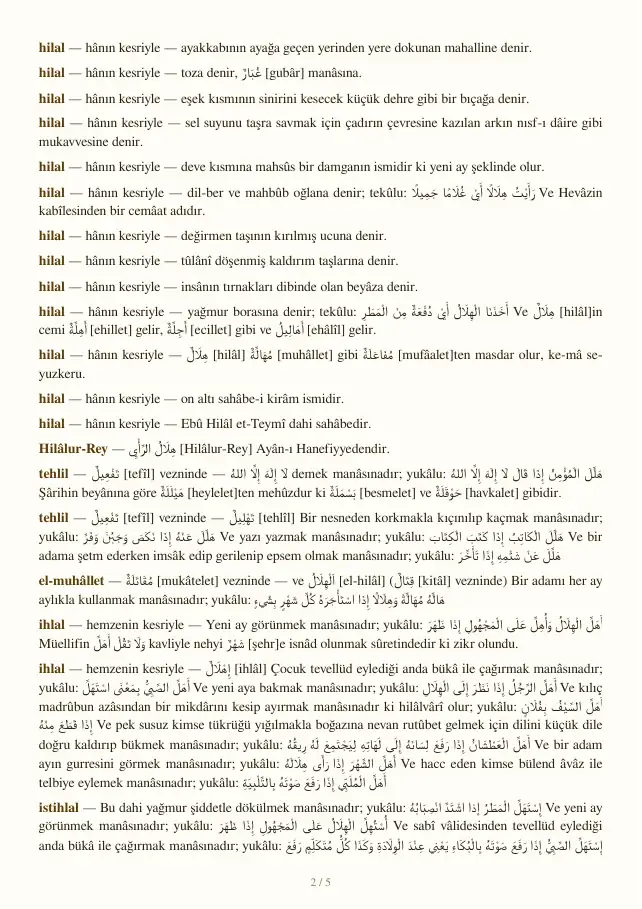 hilal — hânın kesriyle — ayakkabının ayağa geçen yerinden yere dokunan mahalline denir.
hilal — hânın kesriyle — toza denir, غُبَارٌ [gubâr] manâsına.
hilal — hânın kesriyle — eşek kısmının sinirini kesecek küçük dehre gibi bir bıçağa denir.
hilal — hânın kesriyle — sel suyunu taşra savmak için çadırın çevresine kazılan arkın nısf-ı dâire gibi
mukavvesine denir.
hilal — hânın kesriyle — deve kısmına mahsûs bir damganın ismidir ki yeni ay şeklinde olur.
hilal — hânın kesriyle — dil-ber ve mahbûb oğlana denir; tekûlu: رَأَيْتُ هِلَالًا أَيْ غُلَامًا جَمِيلًا Ve Hevâzin
kabîlesinden bir cemâat adıdır.
hilal — hânın kesriyle — değirmen taşının kırılmış ucuna denir.
hilal — hânın kesriyle — tûlânî döşenmiş kaldırım taşlarına denir.
hilal — hânın kesriyle — insânın tırnakları dibinde olan beyâza denir.
hilal — hânın kesriyle — yağmur borasına denir; tekûlu: أَخَذَنَا الْهِلَالُ أَيْ دُفَعَةٌ مِنَ الْمَطَرِ Ve هِلَالٌ [hilâl]in
cemi أَهِلَّةٌ [ehillet] gelir, أَجِلَّةٌ [ecillet] gibi ve أَهَالِيلُ [ehâlîl] gelir.
hilal — hânın kesriyle — هِلَالٌ [hilâl] مُهَالَّةٌ [muhâllet] gibi مُفَاعَلَةٌ [mufâalet]ten masdar olur, ke-mâ se-
yuzkeru.
hilal — hânın kesriyle — on altı sahâbe-i kirâm ismidir.
hilal — hânın kesriyle — Ebû Hilâl et-Teymî dahi sahâbedir.
Hilâlur-Rey — هِلَالُ الرَّأْيِ [Hilâlur-Rey] Ayân-ı Hanefiyyedendir.
tehlil — تَفْعِيلٌ [tefîl] vezninde — لَا إِلَهَ إِلَّا اللهُ demek manâsınadır; yukâlu: هَلَّلَ الْمُؤْمِنُ إِذَا قَالَ لَا إِلَهَ إِلَّا اللهُ
Şârihin beyânına göre هَيْلَلَةٌ [heylelet]ten mehûzdur ki بَسْمَلَةٌ [besmelet] ve حَوْقَلَةٌ [havkalet] gibidir.
tehlil — تَفْعِيلٌ [tefîl] vezninde — تَهْلِيلٌ [tehlîl] Bir nesneden korkmakla kıçınılıp kaçmak manâsınadır;
yukâlu: هَلَّلَ عَنْهُ إِذَا نَكَصَ وَجَبُنَ وَفَرَّ Ve yazı yazmak manâsınadır; yukâlu: هَلَّلَ الْكَاتِبُ إِذَا كَتَبَ الْكِتَابَ Ve bir
adama şetm ederken imsâk edip gerilenip epsem olmak manâsınadır; yukâlu: هَلَّلَ عَنْ شَتْمِهِ إِذَا تَأَخَّرَ
el-muhâllet — مُقَاتَلَةٌ [mukâtelet] vezninde — ve اَلْهِلَالُ [el-hilâl] (قِتَالٌ [kitâl] vezninde) Bir adamı her ay
aylıkla kullanmak manâsınadır; yukâlu: هَالَّهُ مُهَالَّةً وَهِلَالًا إِذَا اسْتَأْجَرَهُ كُلَّ شَهْرٍ بِشَيْءٍ
ihlal — hemzenin kesriyle — Yeni ay görünmek manâsınadır; yukâlu: أَهَلَّ الْهِلَالُ وَأُهِلَّ عَلَى الْمَجْهُولِ إِذَا ظَهَرَ
Müellifin وَلَا تَقُلْ أَهَلَّ kavliyle nehyi شَهْرٌ [şehr]e isnâd olunmak sûretindedir ki zikr olundu.
ihlal — hemzenin kesriyle — إِهْلَالٌ [ihlâl] Çocuk tevellüd eylediği anda bükâ ile çağırmak manâsınadır;
yukâlu: أَهَلَّ الصَّبِيُّ بِمَعْنَى اسْتَهَلَّ Ve yeni aya bakmak manâsınadır; yukâlu: أَهَلَّ الرَّجُلُ إِذَا نَظَرَ إِلَى الْهِلَالِ Ve kılıç
madrûbun azâsından bir mikdârını kesip ayırmak manâsınadır ki hilâlvârî olur; yukâlu: أَهَلَّ السَّيْفُ بِفُلَانٍ
إِذَا قَطَعَ مِنْهُ Ve pek susuz kimse tükrüğü yığılmakla boğazına nevan rutûbet gelmek için dilini küçük dile
doğru kaldırıp bükmek manâsınadır; yukâlu: أَهَلَّ الْعَطْشَانُ إِذَا رَفَعَ لِسَانَهُ إِلَى لَهَاتِهِ لِيَجْتَمِعَ لَهُ رِيقُهُ Ve bir adam
ayın gurresini görmek manâsınadır; yukâlu: أَهَلَّ الشَّهْرَ إِذَا رَأَى هِلَالَهُ Ve hacc eden kimse bülend âvâz ile
telbiye eylemek manâsınadır; yukâlu: أَهَلَّ الْمُلَبِّي إِذَا رَفَعَ صَوْتَهُ بِالتَّلْبِيَةِ
istihlal — Bu dahi yağmur şiddetle dökülmek manâsınadır; yukâlu: اِسْتَهَلَّ الْمَطَرُ إِذَا اشْتَدَّ انْصِبَابُهُ Ve yeni ay
görünmek manâsınadır; yukâlu: اُسْتُهِلَّ الْهِلَالُ عَلَى الْمَجْهُولِ إِذَا ظَهَرَ Ve sabî vâlidesinden tevellüd eylediği
anda bükâ ile çağırmak manâsınadır; yukâlu: اِسْتَهَلَّ الصَّبِيُّ إِذَا رَفَعَ صَوْتَهُ بِالْبُكَاءِ يَعْنِي عِنْدَ الْوِلَادَةِ وَكَذَا كُلُّ مُتَكَلِّمٍ رَفَعَ
2 / 5